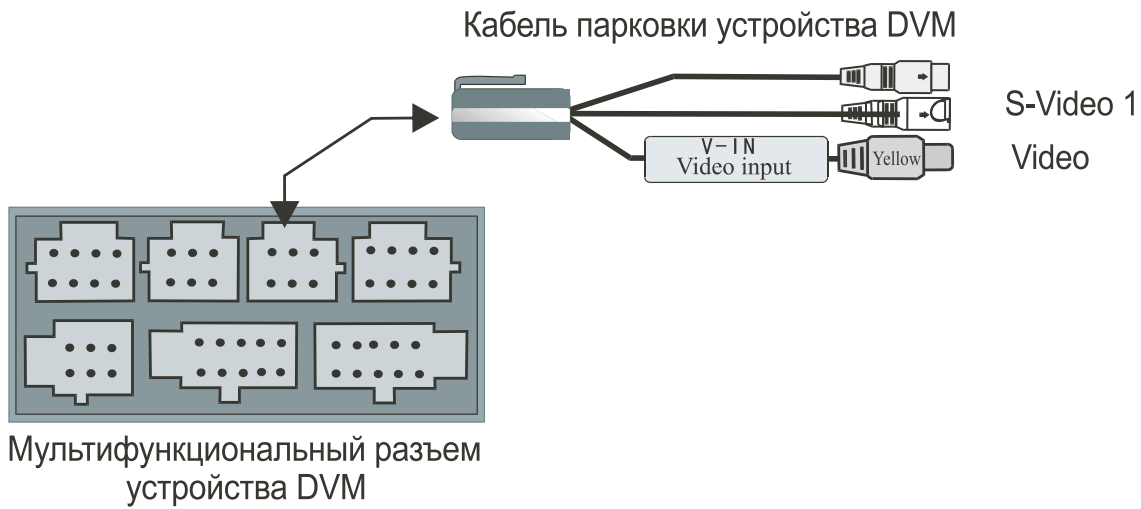 Кабель парковки устройства DVM
S-Video 1
V-IN
Video input
Yellow
Video
Мультифункциональный разъем
устройства DVM